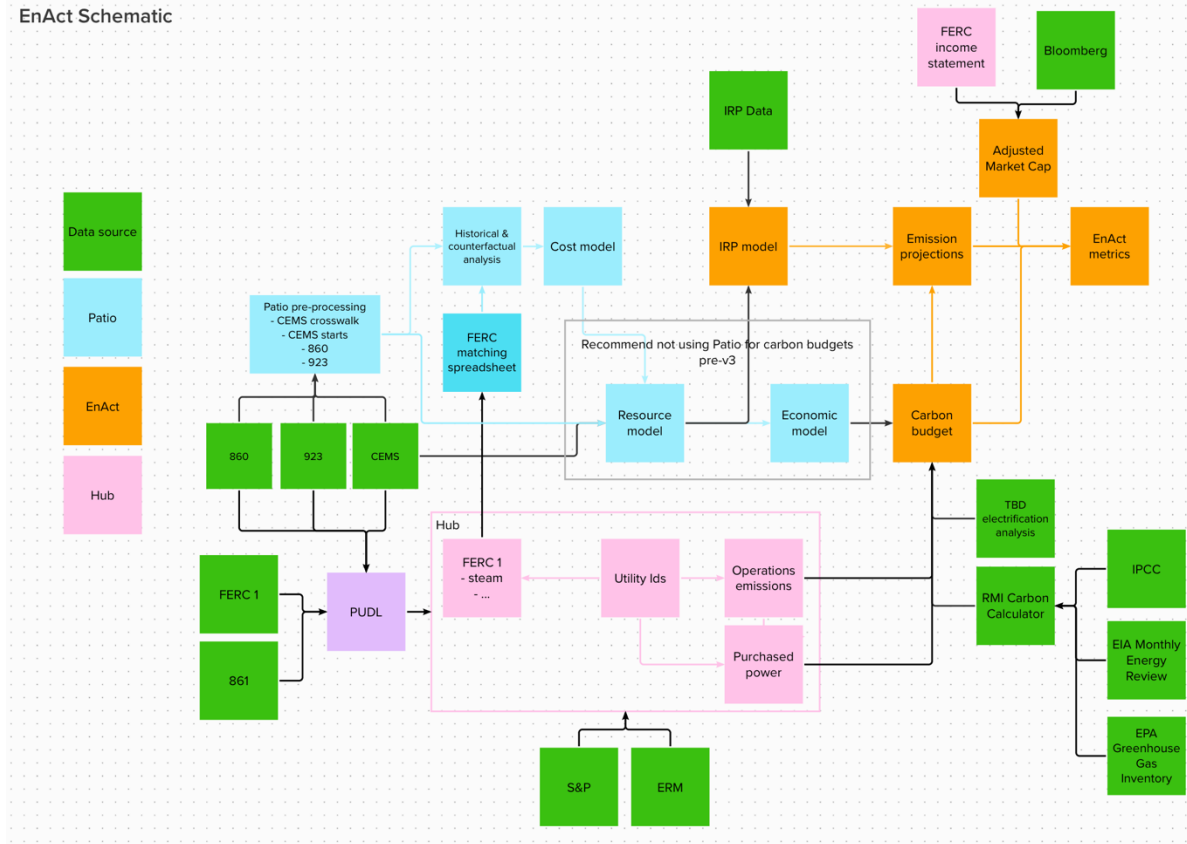 EnAct Schematic
FERC
income
statement
Bloomberg
IRP Data
Adjusted
Market Cap
Data source
Historical &
counterfactual
analysis
Cost model
IRP model
Emission
projections
EnAct
metrics
Patio
Patio pre-processing
- CEMS crosswalk
- CEMS starts
- 860
- 923
FERC
matching
spreadsheet
Recommend not using Patio for carbon budgets
pre-v3
EnAct
Resource
model
Economic
model
Carbon
budget
860
923
CEMS
Hub
TBD
electrification
analysis
Hub
FERC 1
- steam
- ...
Utility Ids
Operations
emissions
IPCC
FERC 1
PUDL
RMI Carbon
Calculator
861
Purchased
power
EIA Monthly
Energy
Review
EPA
Greenhouse
Gas
Inventory
S&P
ERM